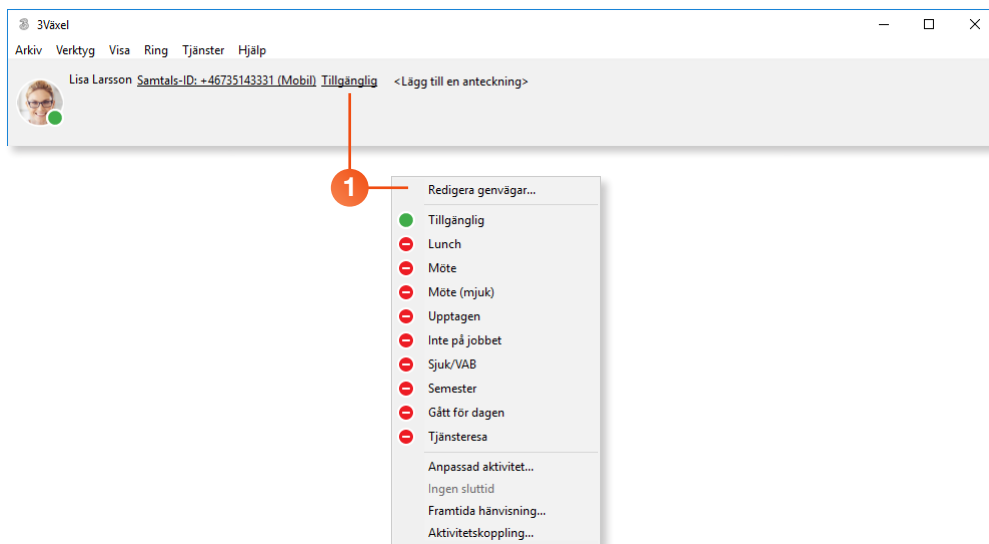 3 3Växel
Arkiv Verktyg Visa Ring Tjänster Hjälp
Lisa Larsson Samtals-ID: +46735143331 (Mobil) Tillgänglig <Lägg till en anteckning>
1
Redigera genvägar...
Tillgänglig
Lunch
Möte
Möte (mjuk)
Upptagen
Inte på jobbet
Sjuk/VAB
Semester
Gått för dagen
Tjänsteresa
Anpassad aktivitet...
Ingen sluttid
Framtida hänvisning...
Aktivitetskoppling...